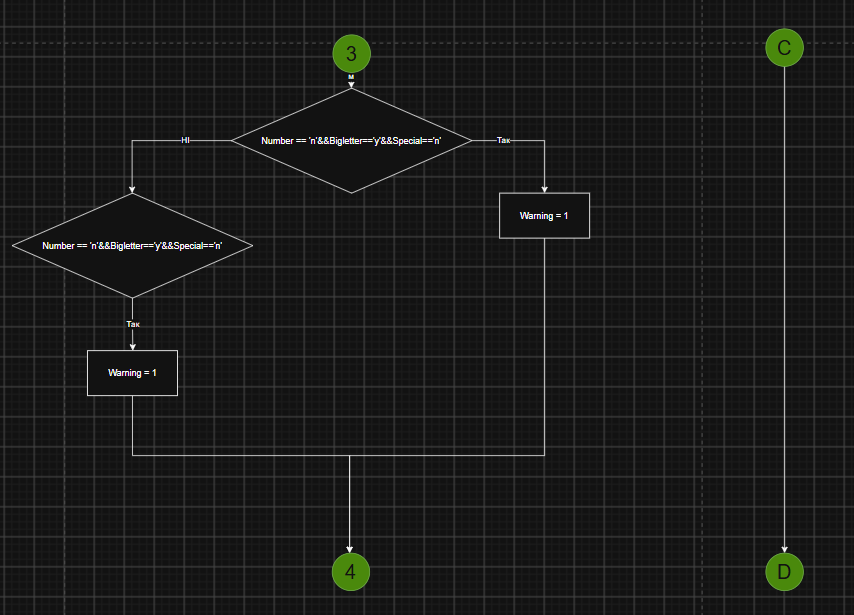 3
C
м
Number == 'n'&&Bigletter=='y'&&Special=='n'
НІ
Так
Warning = 1
Number == 'n'&&Bigletter=='y'&&Special=='n'
Так
Warning = 1
4
D